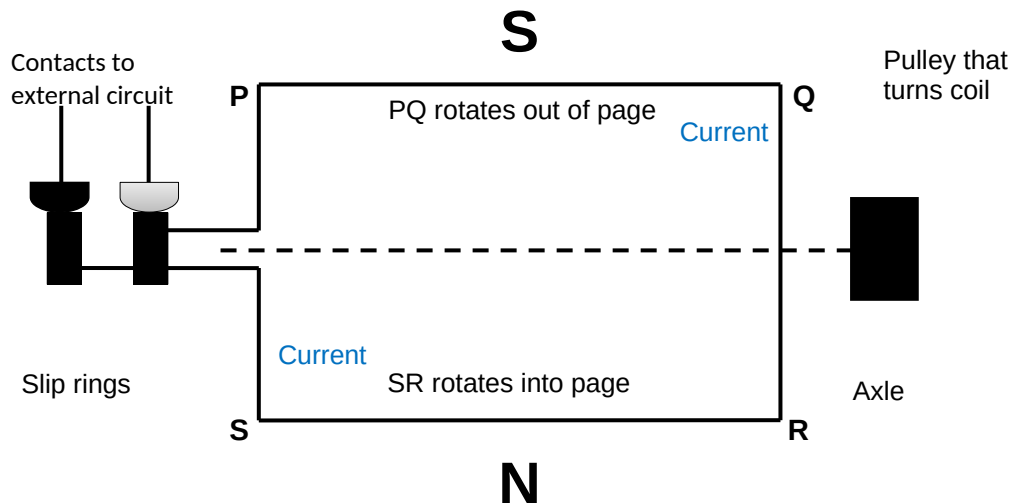 S
Contacts to
external circuit
Pulley that
turns coil
P
Q
PQ rotates out of page
Current
Current
SR rotates into page
Slip rings
Axle
S
R
N